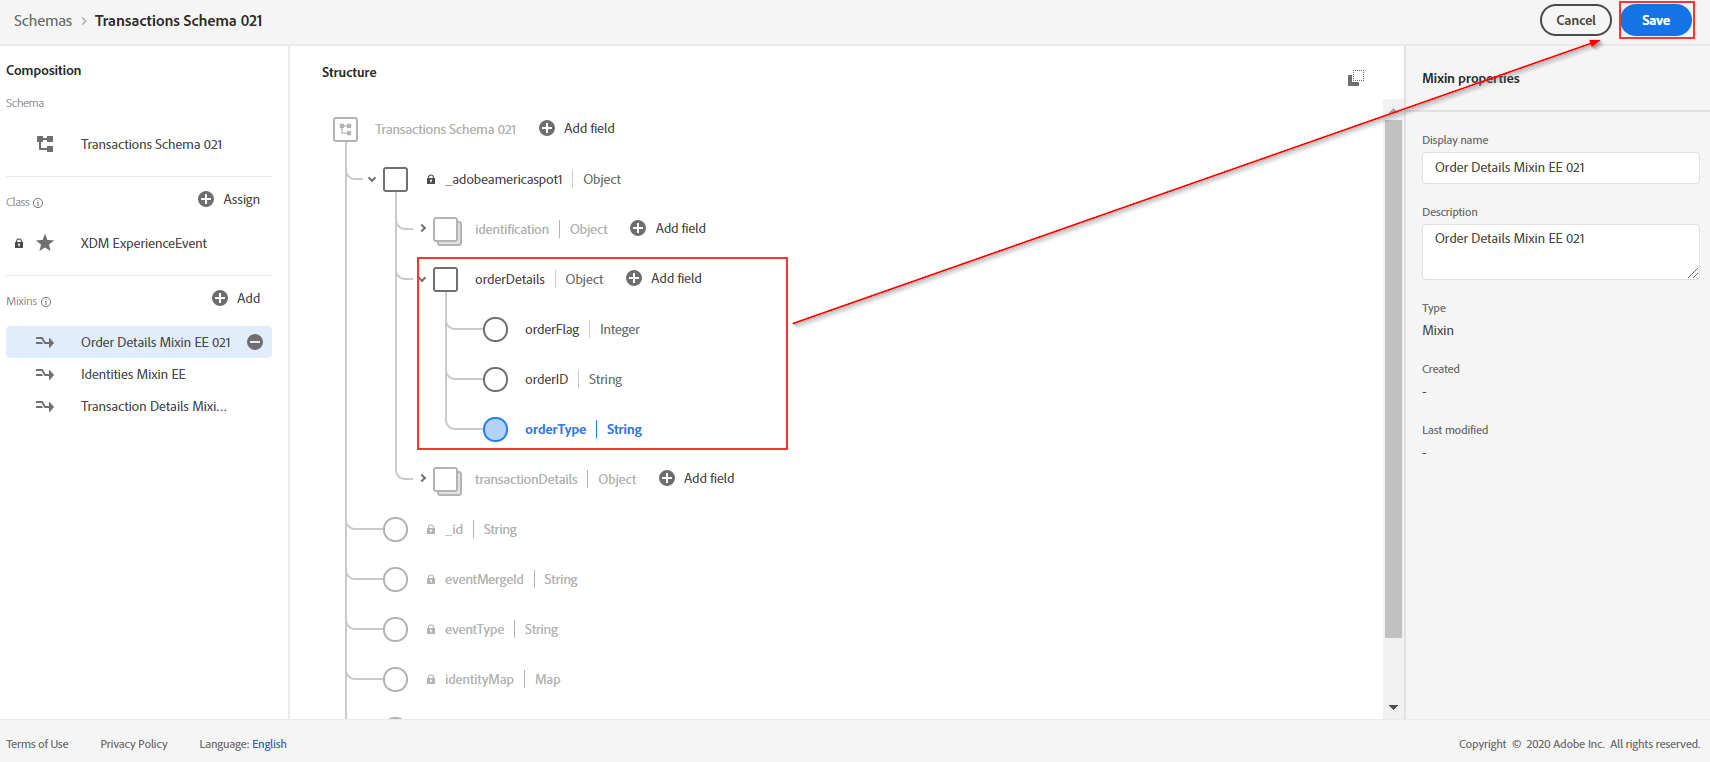 Schemas > Transactions Schema 021
Cancel
Save
Composition
Schema
Transactions Schema 021
Class
Assign
XDM ExperienceEvent
Mixins
Add
Order Details Mixin EE 021
Identities Mixin EE
Transaction Details Mixi...
Structure
Transactions Schema 021
Add field
_adobeamericaspot1 | Object
identification | Object
Add field
orderDetails | Object
Add field
orderFlag | Integer
orderID | String
orderType | String
transactionDetails | Object
Add field
_id | String
eventMergeId | String
eventType | String
identityMap | Map
Mixin properties
Display name
Order Details Mixin EE 021
Description
Order Details Mixin EE 021
Type
Mixin
Created
-
Last modified
-
Terms of Use
Privacy Policy
Language: English
Copyright © 2020 Adobe Inc. All rights reserved.